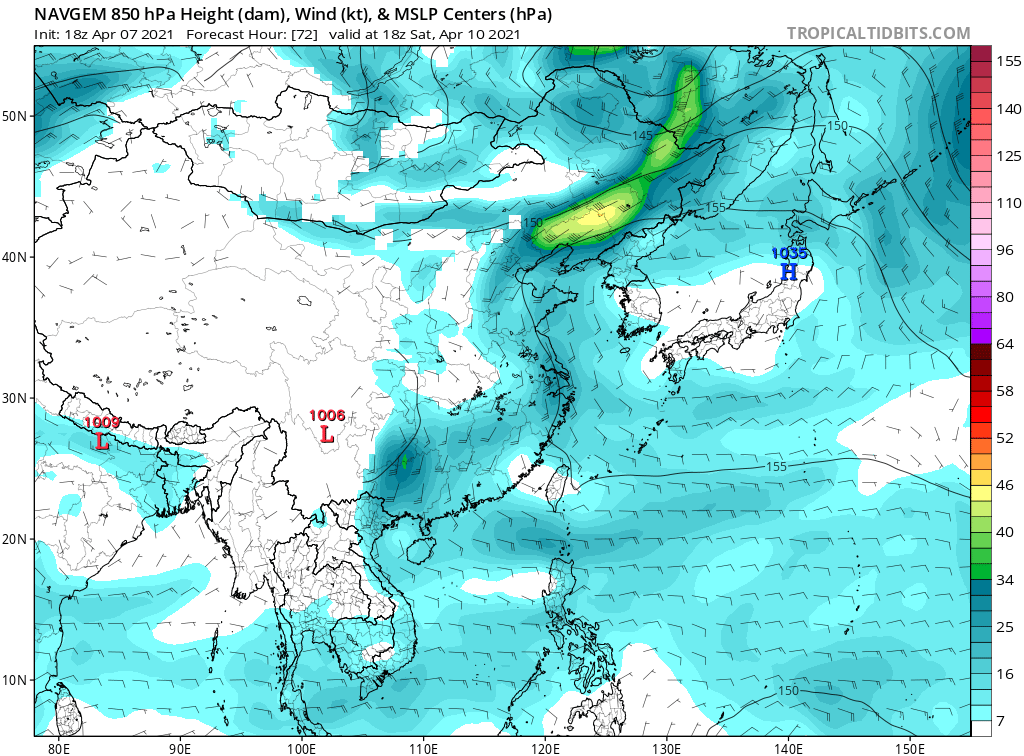 NAVGEM 850 hPa Height (dam), Wind (kt), & MSLP Centers (hPa)
Init: 18z Apr 07 2021   Forecast Hour: [72]   valid at 18z Sat, Apr 10 2021
TROPICALTIDBITS.COM
155
140
125
110
96
80
64
58
52
46
40
34
25
16
7
50N
40N
30N
20N
10N
80E
90E
100E
110E
120E
130E
140E
150E
145
150
155
150
1035
H
1009
L
1006
L
155
150